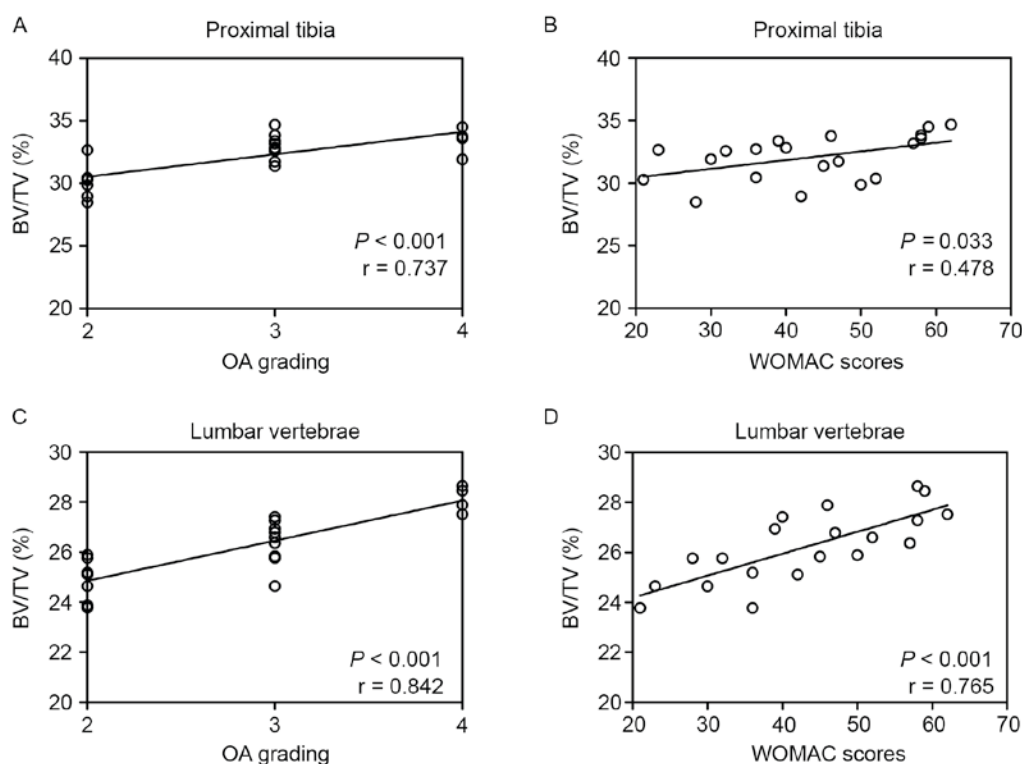 A
Proximal tibia
BV/TV (%)
40
35
30
25
20
P < 0.001
r = 0.737
2
3
4
OA grading
B
Proximal tibia
BV/TV (%)
40
35
30
25
20
P = 0.033
r = 0.478
20
30
40
50
60
70
WOMAC scores
C
Lumbar vertebrae
BV/TV (%)
30
28
26
24
22
20
P < 0.001
r = 0.842
2
3
4
OA grading
D
Lumbar vertebrae
BV/TV (%)
30
28
26
24
22
20
P < 0.001
r = 0.765
20
30
40
50
60
70
WOMAC scores